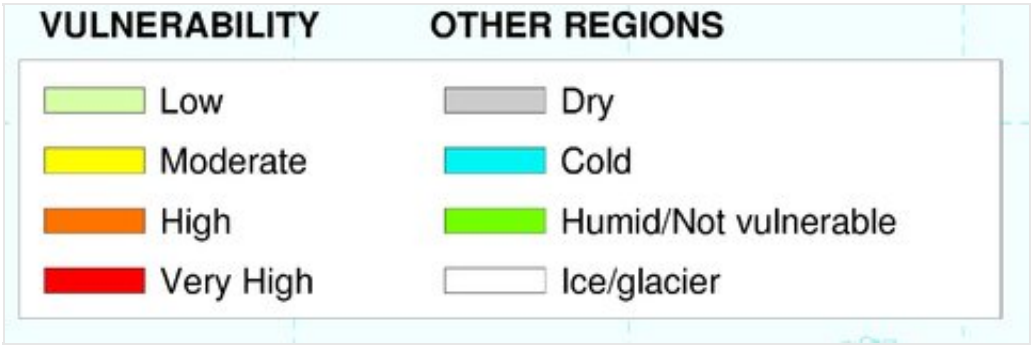 VULNERABILITY OTHER REGIONS
Low Dry
Moderate Cold
High Humid/Not vulnerable
Very High Ice/glacier